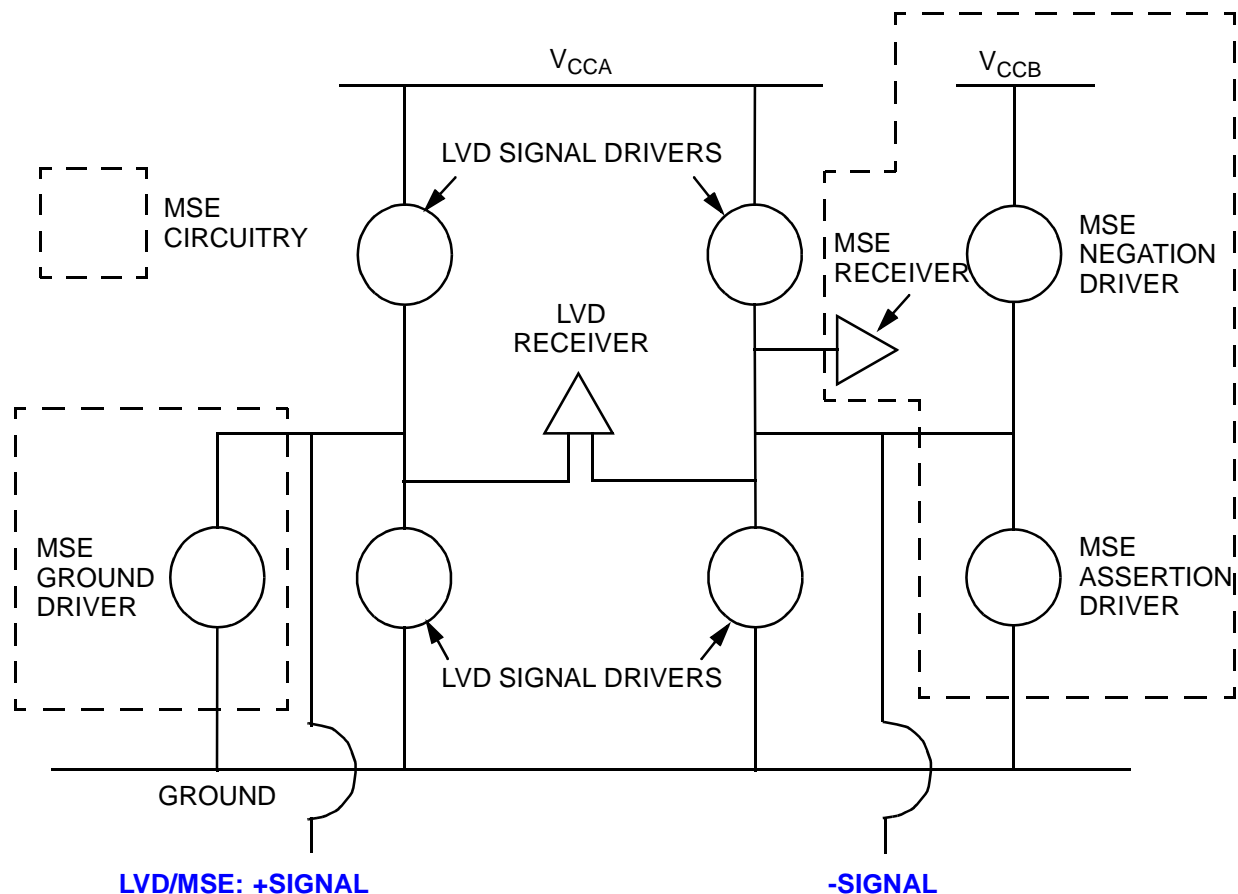 VCCA
VCCB
LVD SIGNAL DRIVERS
MSE
CIRCUITRY
MSE
RECEIVER
MSE
NEGATION
DRIVER
LVD
RECEIVER
MSE
GROUND
DRIVER
MSE
ASSERTION
DRIVER
LVD SIGNAL DRIVERS
GROUND
LVD/MSE: +SIGNAL
-SIGNAL